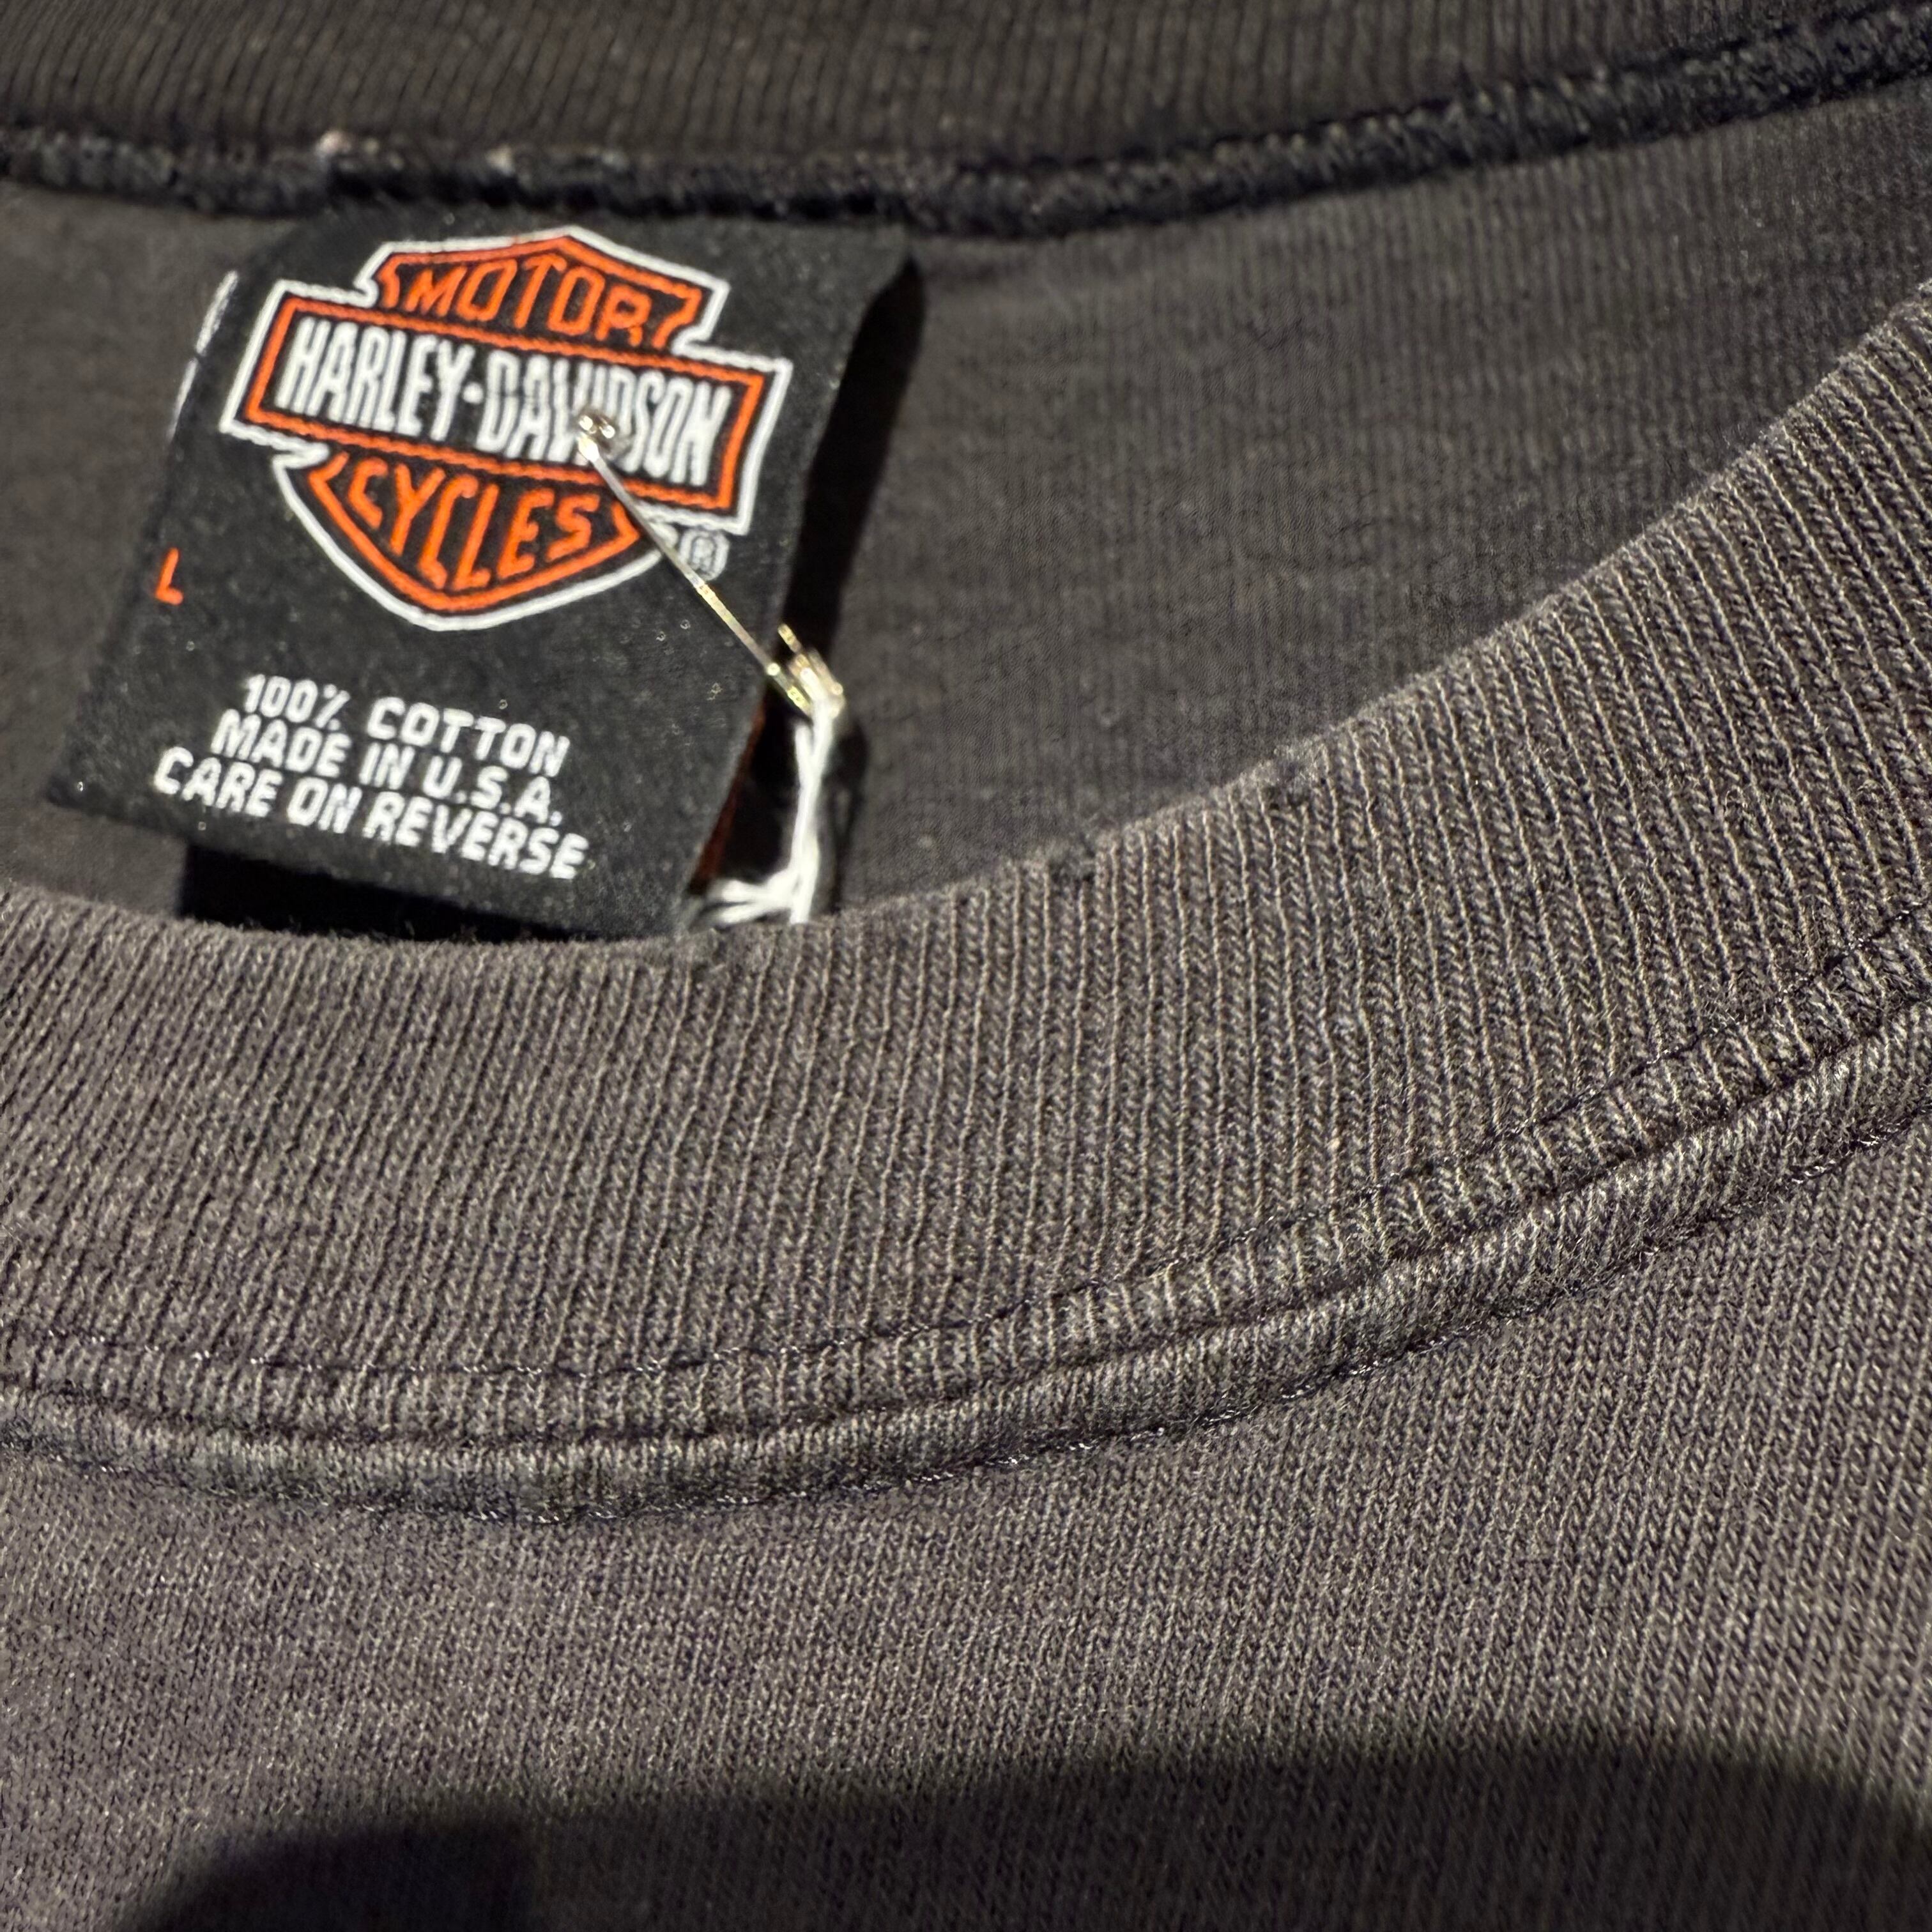 MOTOR
HARLEY-DAVIDSON
CYCLES
®
L
100% COTTON
MADE IN U.S.A.
CARE ON REVERSE